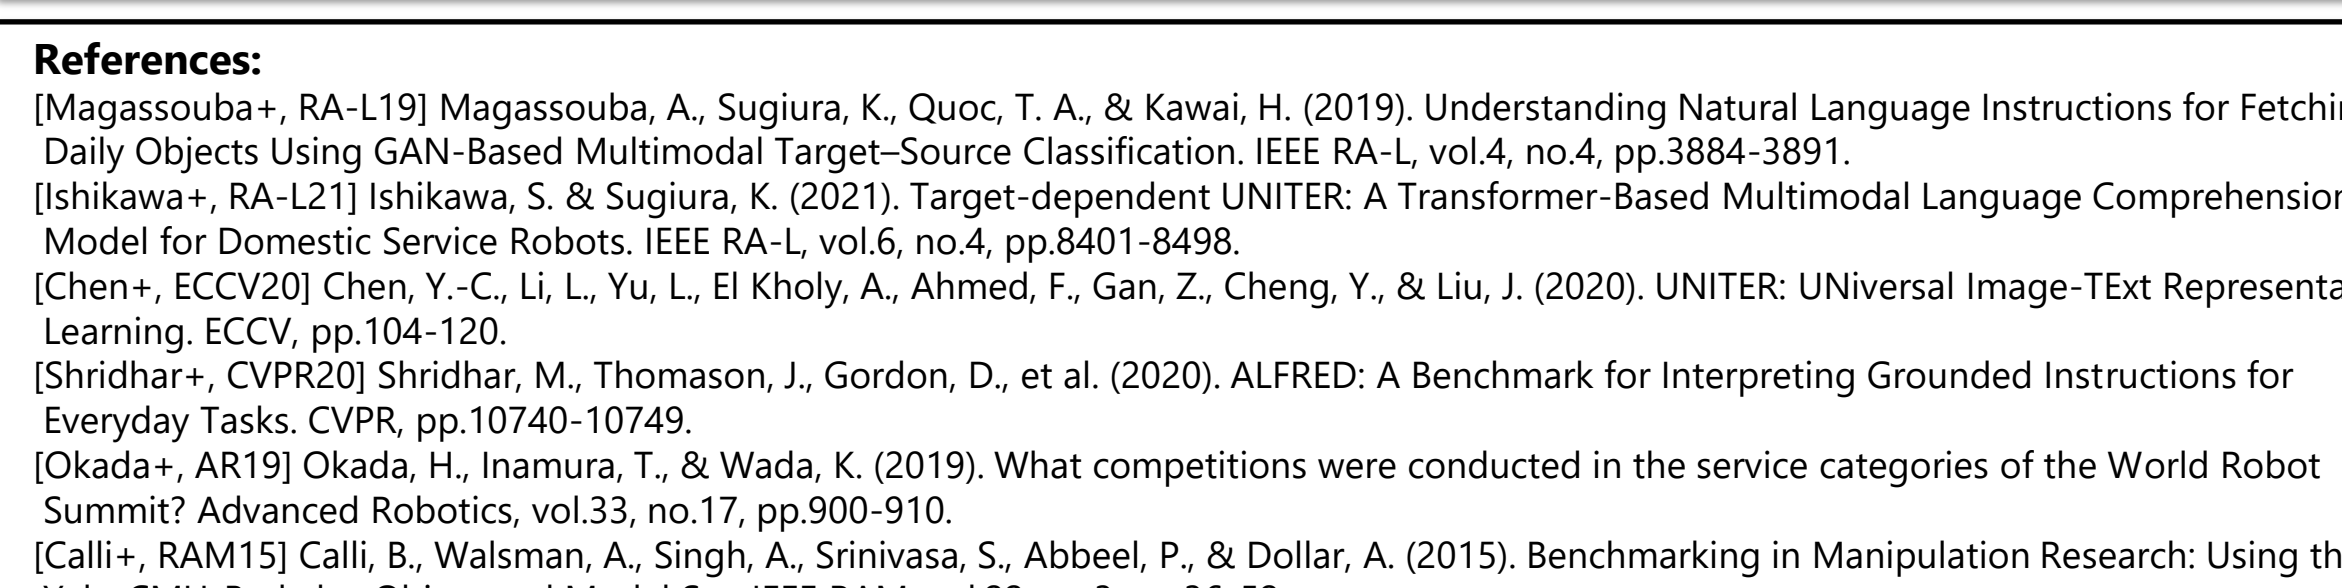 References:
[Magassouba+, RA-L19] Magassouba, A., Sugiura, K., Quoc, T. A., & Kawai, H. (2019). Understanding Natural Language Instructions for
Daily Objects Using GAN-Based Multimodal Target–Source Classification. IEEE RA-L, vol.4, no.4, pp.3884-3891.
[Ishikawa+, RA-L21] Ishikawa, S. & Sugiura, K. (2021). Target-dependent UNITER: A Transformer-Based Multimodal Language Comprehension
Model for Domestic Service Robots. IEEE RA-L, vol.6, no.4, pp.8401-8498.
[Chen+, ECCV20] Chen, Y.-C., Li, L., Yu, L., El Kholy, A., Ahmed, F., Gan, Z., Cheng, Y., & Liu, J. (2020). UNITER: UNiversal Image-TExt
Learning. ECCV, pp.104-120.
[Shridhar+, CVPR20] Shridhar, M., Thomason, J., Gordon, D., et al. (2020). ALFRED: A Benchmark for Interpreting Grounded Instructions for
Everyday Tasks. CVPR, pp.10740-10749.
[Okada+, AR19] Okada, H., Inamura, T., & Wada, K. (2019). What competitions were conducted in the service categories of the World Robot
Summit? Advanced Robotics, vol.33, no.17, pp.900-910.
[Calli+, RAM15] Calli, B., Walsman, A., Singh, A., Srinivasa, S., Abbeel, P., & Dollar, A. (2015). Benchmarking in Manipulation Research: Using